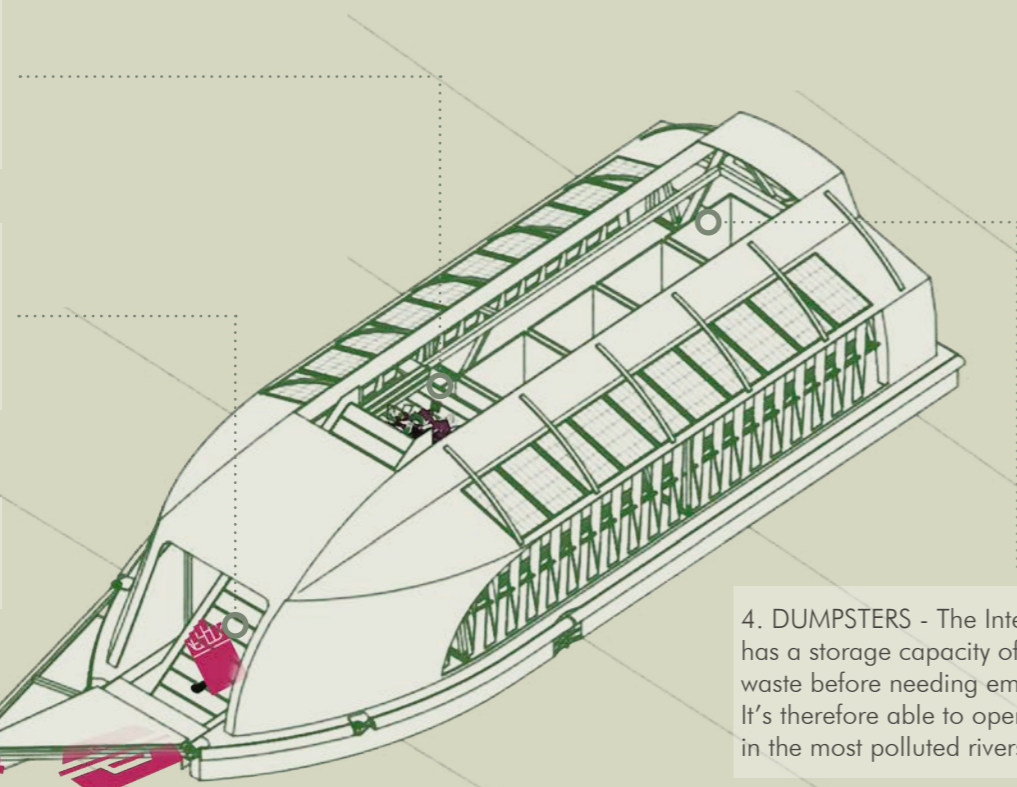 4. DUMPSTERS - The Inte
has a storage capacity of
waste before needing em
It's therefore able to oper
in the most polluted rivers